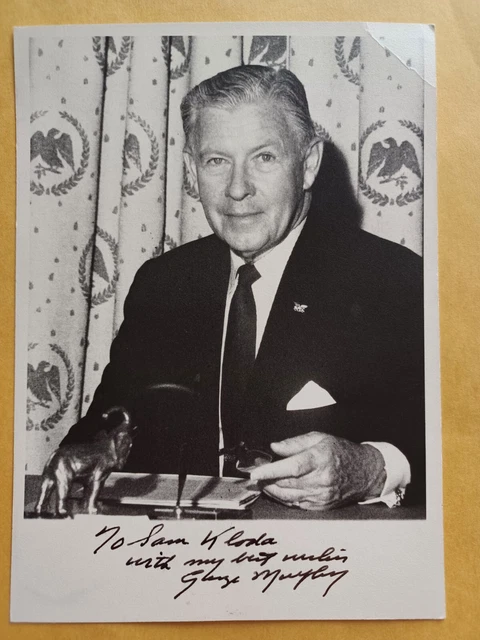 To Sam Kloda
with my best wishes
George Murphy